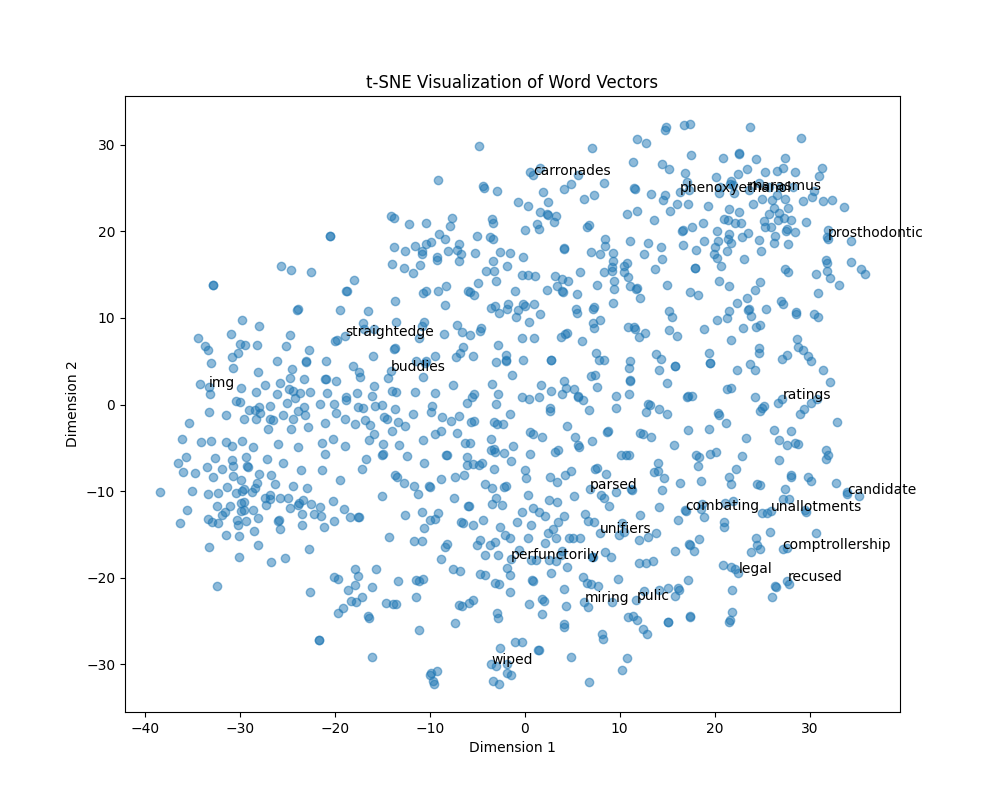 t-SNE Visualization of Word Vectors
30
carronades
phenoxyethanol
marasmus
20
prosthodontic
10
straightedge
buddies
img
ratings
0
Dimension 2
parsed
candidate
−10
combating
unallotments
unifiers
comptrollership
perfunctorily
legal
recused
−20
miring
pulic
wiped
−30
−40 −30 −20 −10 0 10 20 30
Dimension 1